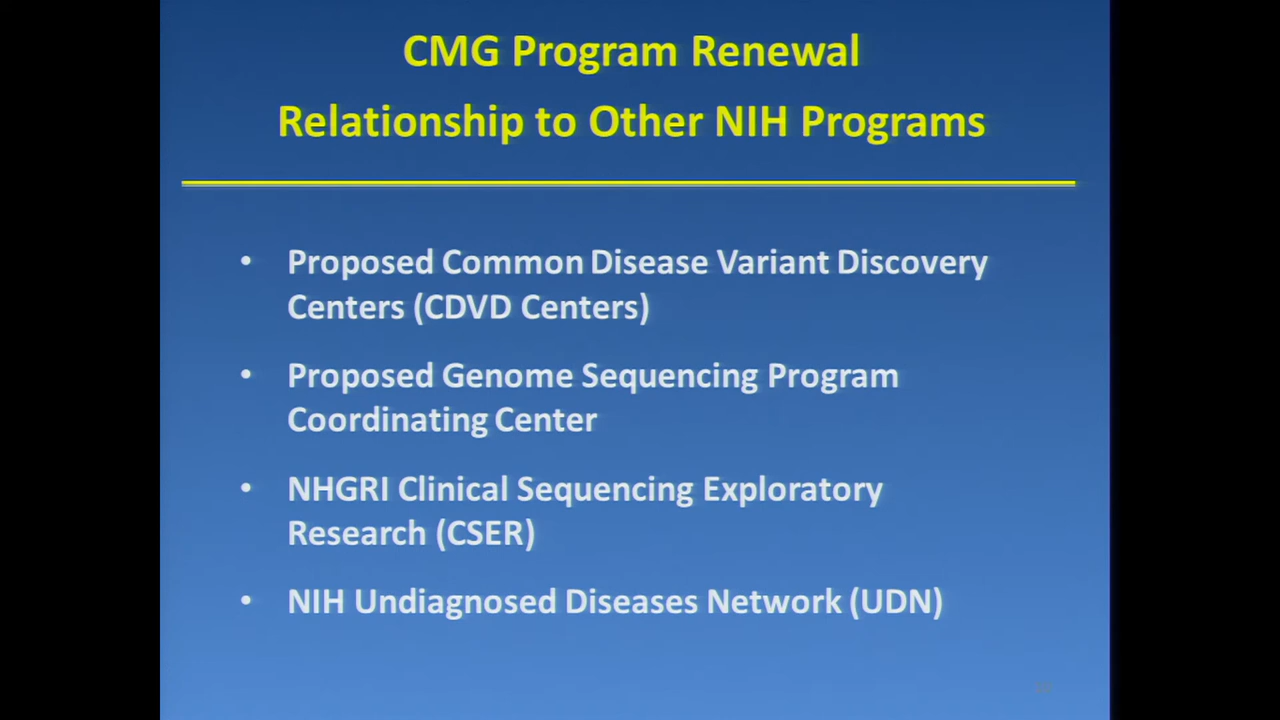 CMG Program Renewal
Relationship to Other NIH Programs
• Proposed Common Disease Variant Discovery
Centers (CDVD Centers)
• Proposed Genome Sequencing Program
Coordinating Center
• NHGRI Clinical Sequencing Exploratory
Research (CSER)
• NIH Undiagnosed Diseases Network (UDN)